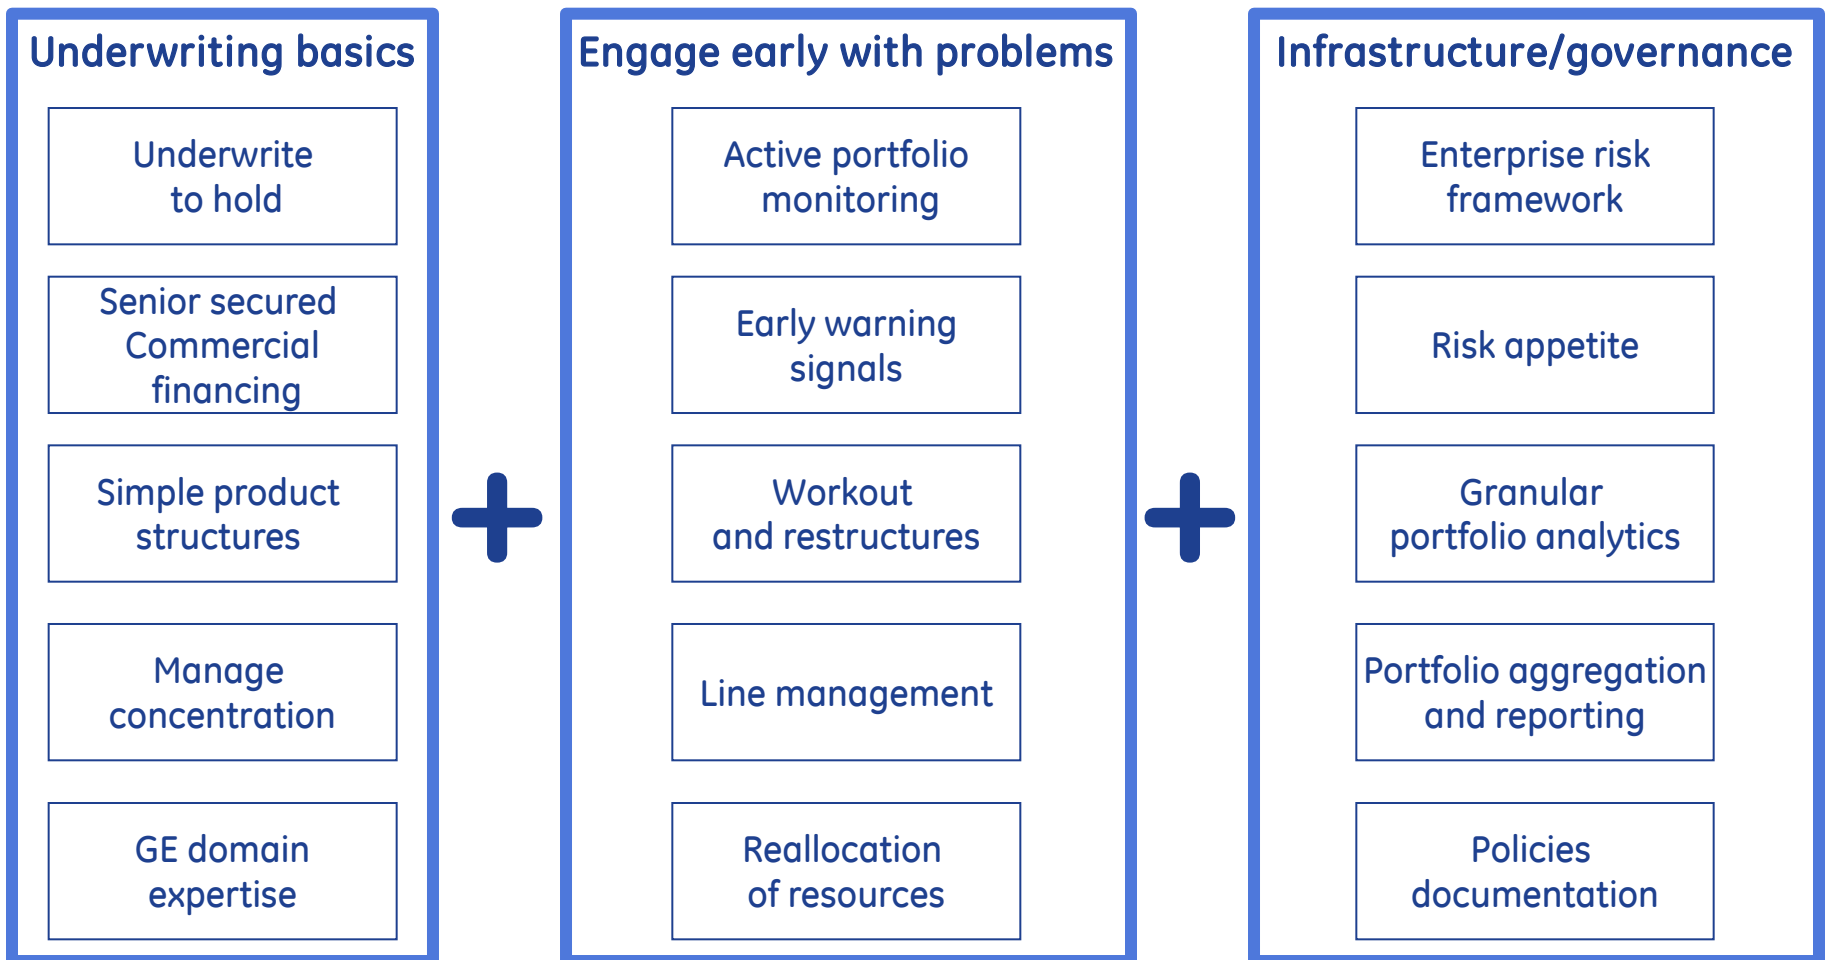 Underwriting basics
Underwrite
to hold
Senior secured
Commercial
financing
Simple product
structures
Manage
concentration
GE domain
expertise
Engage early with problems
Active portfolio
monitoring
Early warning
signals
Workout
and restructures
Line management
Reallocation
of resources
Infrastructure/governance
Enterprise risk
framework
Risk appetite
Granular
portfolio analytics
Portfolio aggregation
and reporting
Policies
documentation